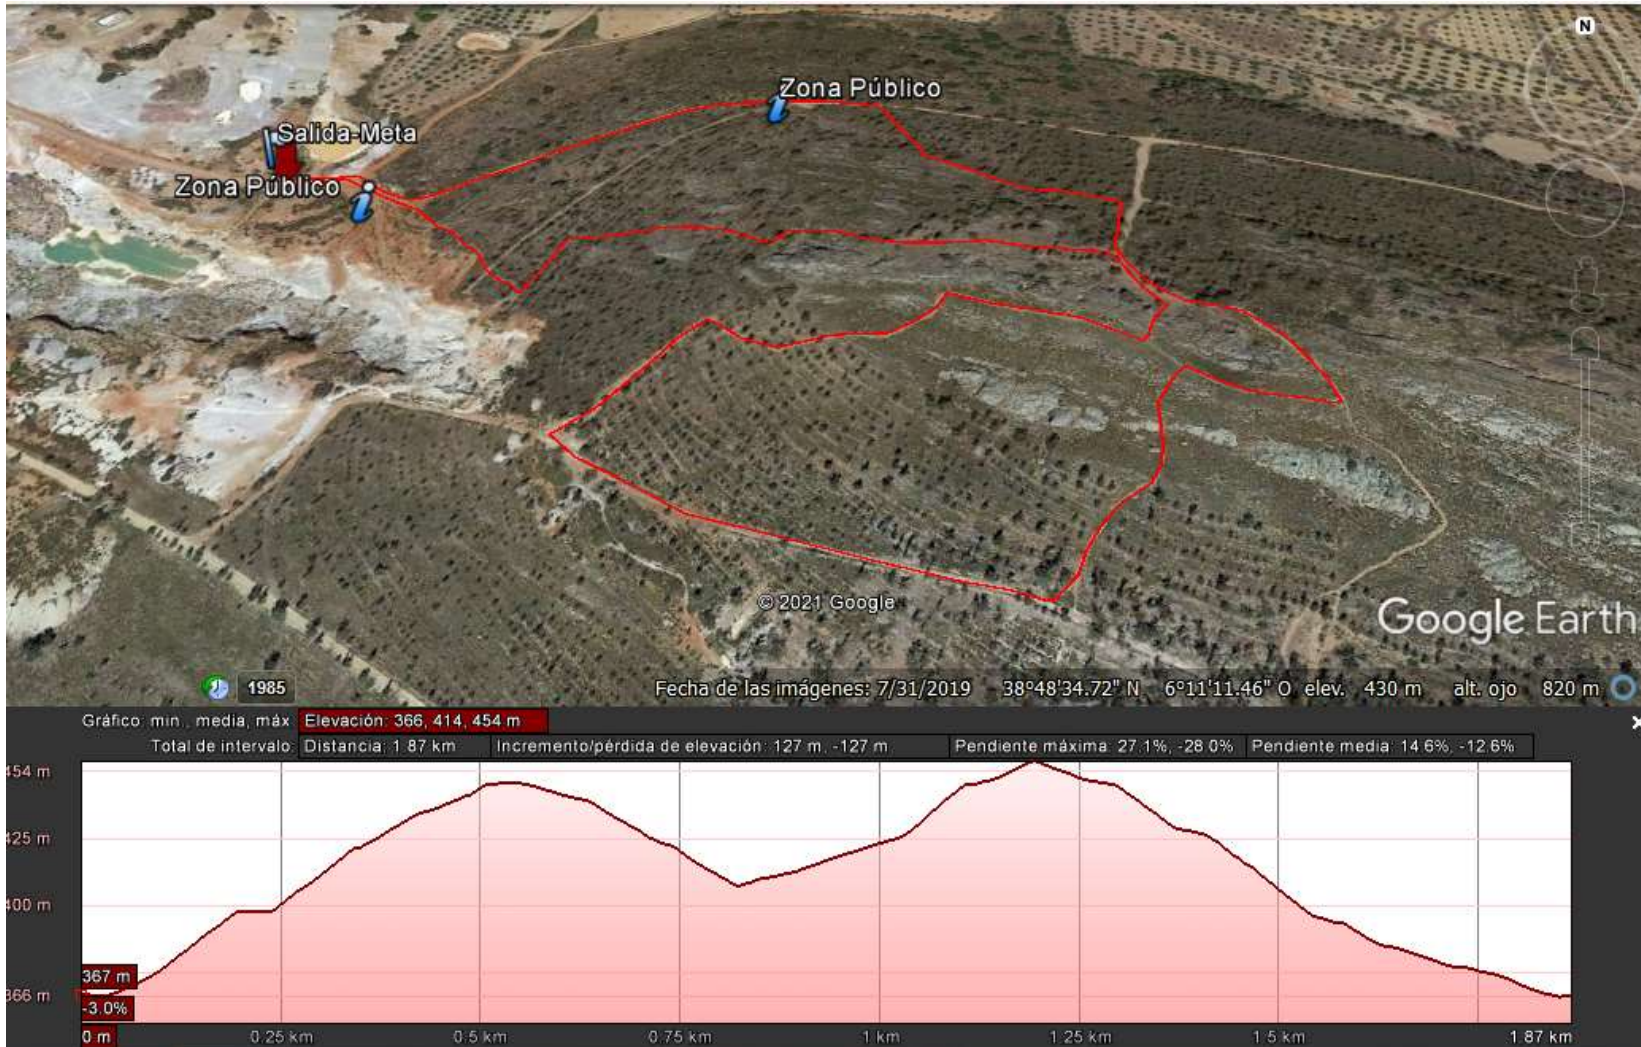 N
Zona Público
Salida-Meta
Zona Público
© 2021 Google
Google Earth
1985
Fecha de las imágenes: 7/31/2019 38°48'34.72" N 6°11'11.46" O elev. 430 m alt. ojo 820 m
Gráfico: min., media, máx Elevación: 366, 414, 454 m
Total de intervalo: Distancia: 1.87 km Incremento/pérdida de elevación: 127 m, -127 m Pendiente máxima: 27.1%, -28.0% Pendiente media: 14.6%, -12.6%
454 m
425 m
400 m
367 m
366 m
-3.0%
0 m 0.25 km 0.5 km 0.75 km 1 km 1.25 km 1.5 km 1.87 km